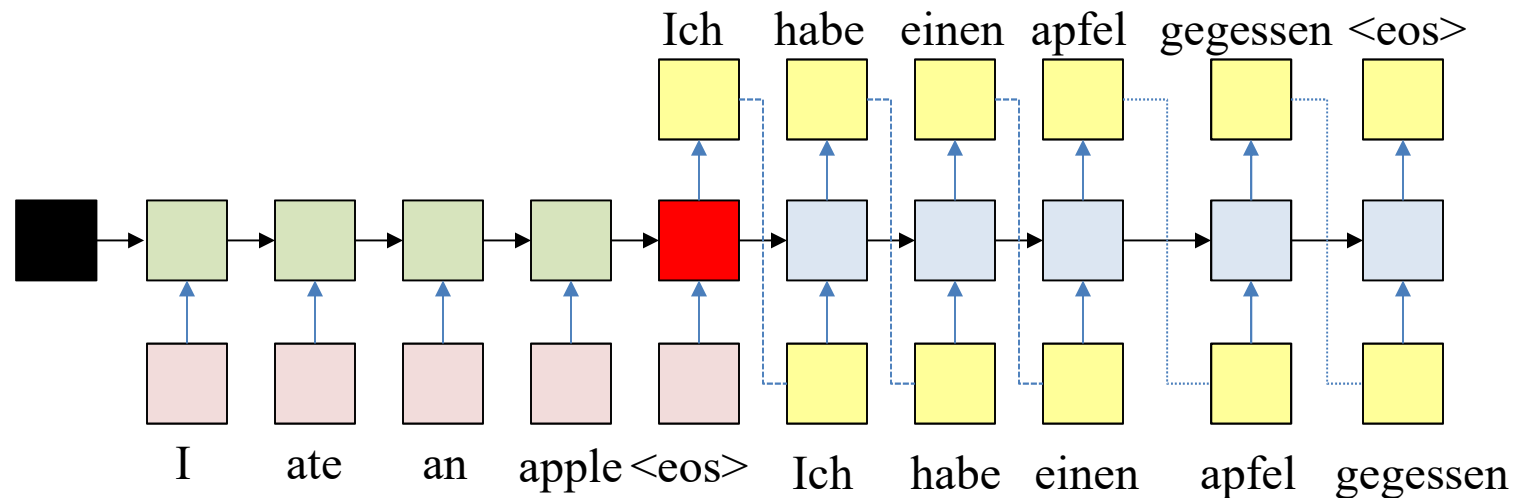 Ich habe einen apfel gegessen <eos>
I ate an apple <eos> Ich habe einen apfel gegessen